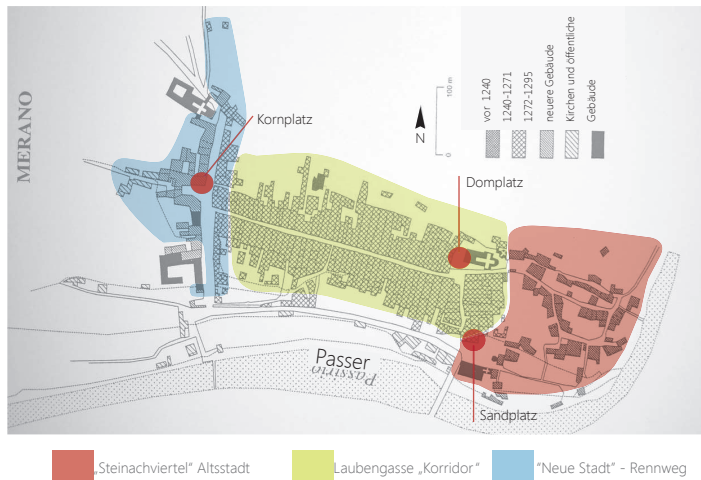 MERANO
Kornplatz
N
0
100 m
vor 1240
1240-1271
1272-1295
neuere Gebäude
Kirchen und öffentliche
Gebäude
Domplatz
Passer
Passirio
Sandplatz
„Steinachviertel" Altsstadt
Laubengasse „Korridor"
"Neue Stadt" - Rennweg